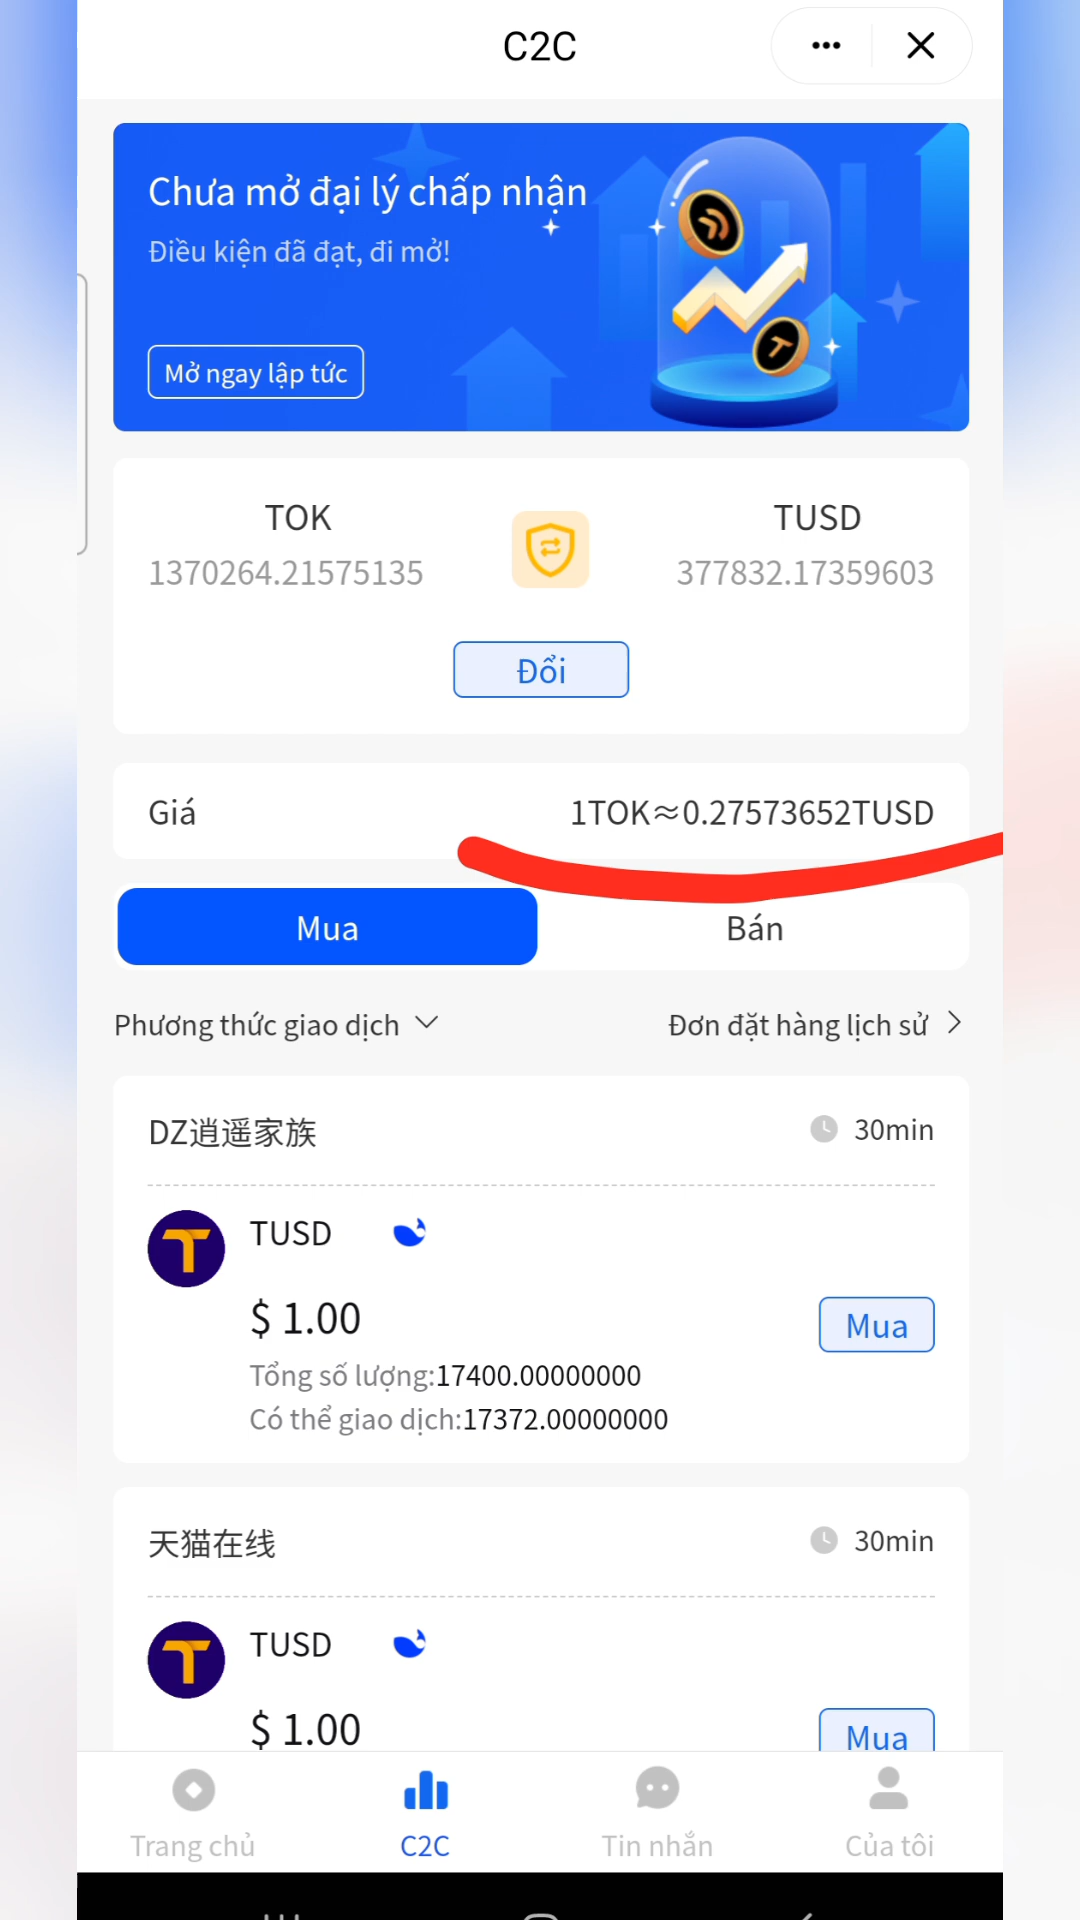 C2C
Chưa mở đại lý chấp nhận
Điều kiện đã đạt, đi mở!
Mở ngay lập tức
TOK
TUSD
1370264.21575135
377832.17359603
Đổi
Giá
1TOK≈0.27573652TUSD
Mua
Bán
Phương thức giao dịch
Đơn đặt hàng lịch sử
DZ逍遥家族
30min
TUSD
$ 1.00
Mua
Tổng số lượng:17400.00000000
Có thể giao dịch:17372.00000000
天猫在线
30min
TUSD
$ 1.00
Mua
Trang chủ
C2C
Tin nhắn
Của tôi